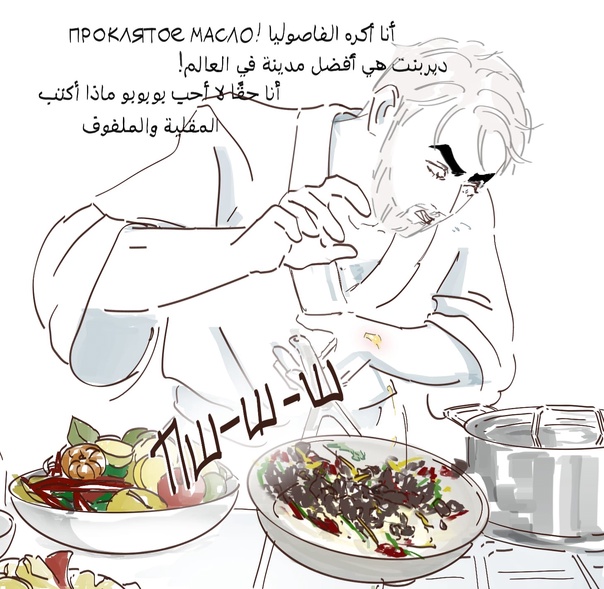 ПРОКЛЯТОЕ МАСЛО! أنا أكره الفاصوليا
ديربنت هي أفضل مدينة في العالم!
أنا حقًا لا أحب بوبوبو ماذا أكتب
المقلية والملفوف
ПШ-Ш-Ш